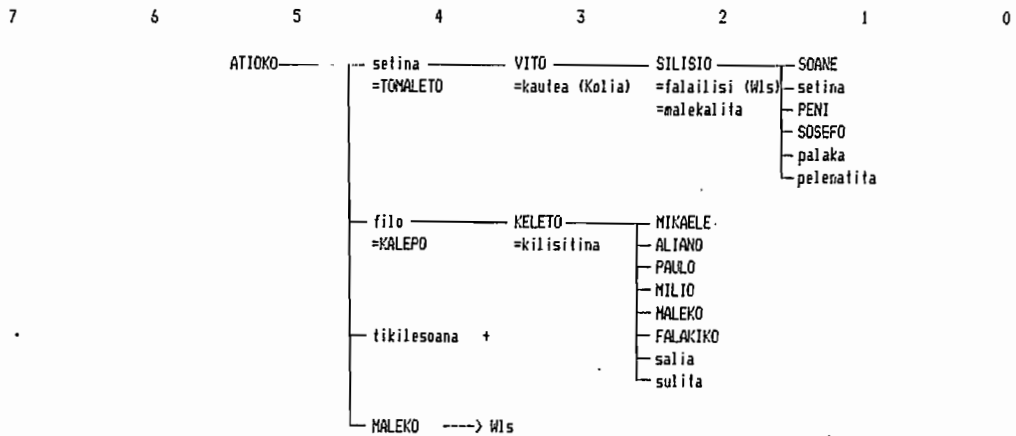 7 6 5 4 3 2 1 0
ATIOKO setina VITO SILISIO SOANE
=TOMALETO =kautea (Kolia) =falailisi (Wls) setina
=malekalita PENI
SOSEFO
palaka
pelenatita
filo KELETO MIKAELE
=KALEPO =kilisitina ALIANO
PAULO
MILIO
MALEKO
tikilesoana + FALAKIKO
salia
sulita
MALEKO ----> Wls